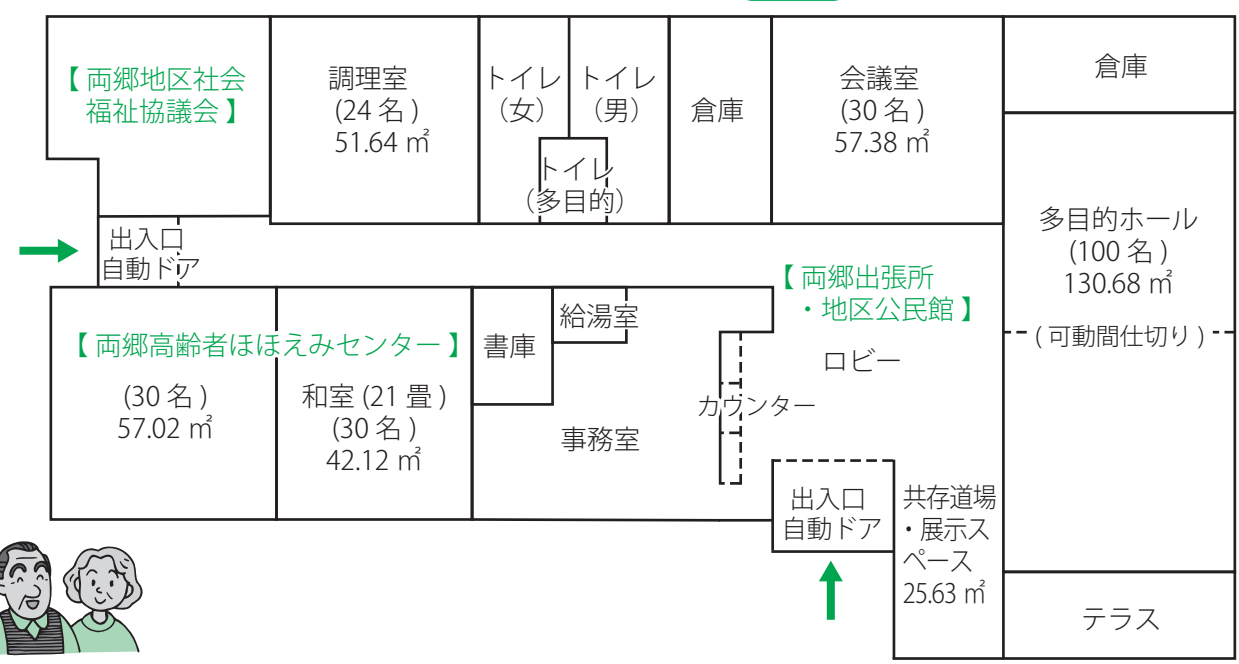 【 両郷地区社会
福祉協議会 】
調理室
(24 名 )
51.64 ㎡
トイレ
（女）
トイレ
（男）
トイレ
（多目的）
倉庫
会議室
(30 名 )
57.38 ㎡
倉庫
多目的ホール
(100 名 )
130.68 ㎡
( 可動間仕切り )
出入口
自動ドア
【 両郷高齢者ほほえみセンター 】
(30 名 )
57.02 ㎡
和室 (21 畳 )
(30 名 )
42.12 ㎡
書庫
給湯室
事務室
カウンター
【 両郷出張所
・地区公民館 】
ロビー
出入口
自動ドア
共存道場
・展示ス
ペース
25.63 ㎡
テラス